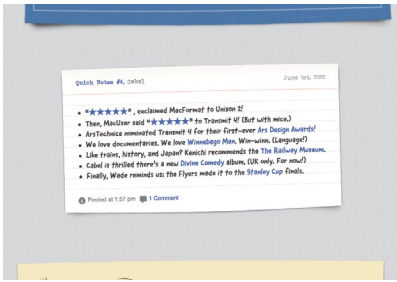 Quick Notes #4, Cabel
June 1st, 2010
• "★★★★★", exclaimed MacFormat to Unison 2!
• Then, MacUser said "★★★★★" to Transmit 4! (But with mice.)
• ArsTechnica nominated Transmit 4 for their first-ever Ars Design Awards!
• We love documentaries. We love Winnebago Man. Win-winn. (Language!)
• Like trains, history, and Japan? Kenichi recommends the The Railway Museum.
• Cabel is thrilled there's a new Divine Comedy album. (UK only. For now!)
• Finally, Wade reminds us: the Flyers made it to the Stanley Cup finals.
Posted at 1:57 pm 1 Comment